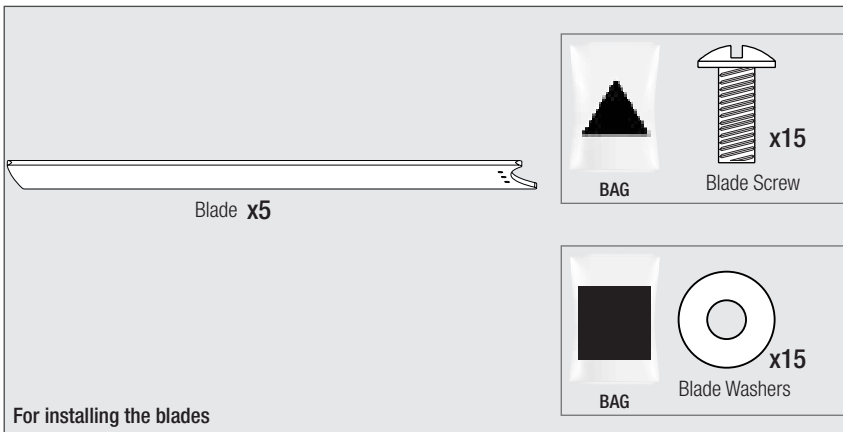 x15
BAG
Blade Screw
Blade x5
x15
BAG
Blade Washers
For installing the blades